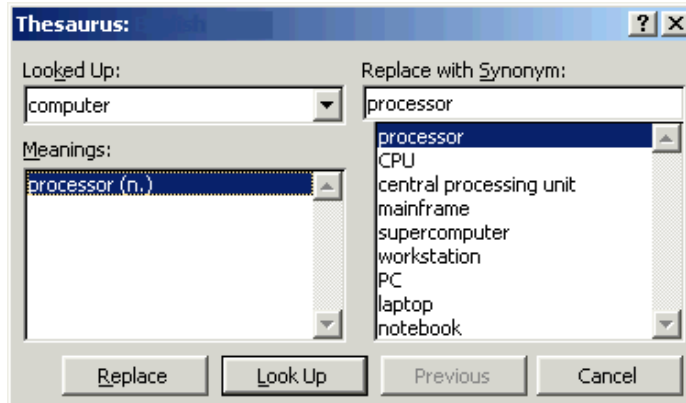 Thesaurus:
Looked Up:
computer
Meanings:
processor (n.)
Replace with Synonym:
processor
processor
CPU
central processing unit
mainframe
supercomputer
workstation
PC
laptop
notebook
Replace
Look Up
Previous
Cancel